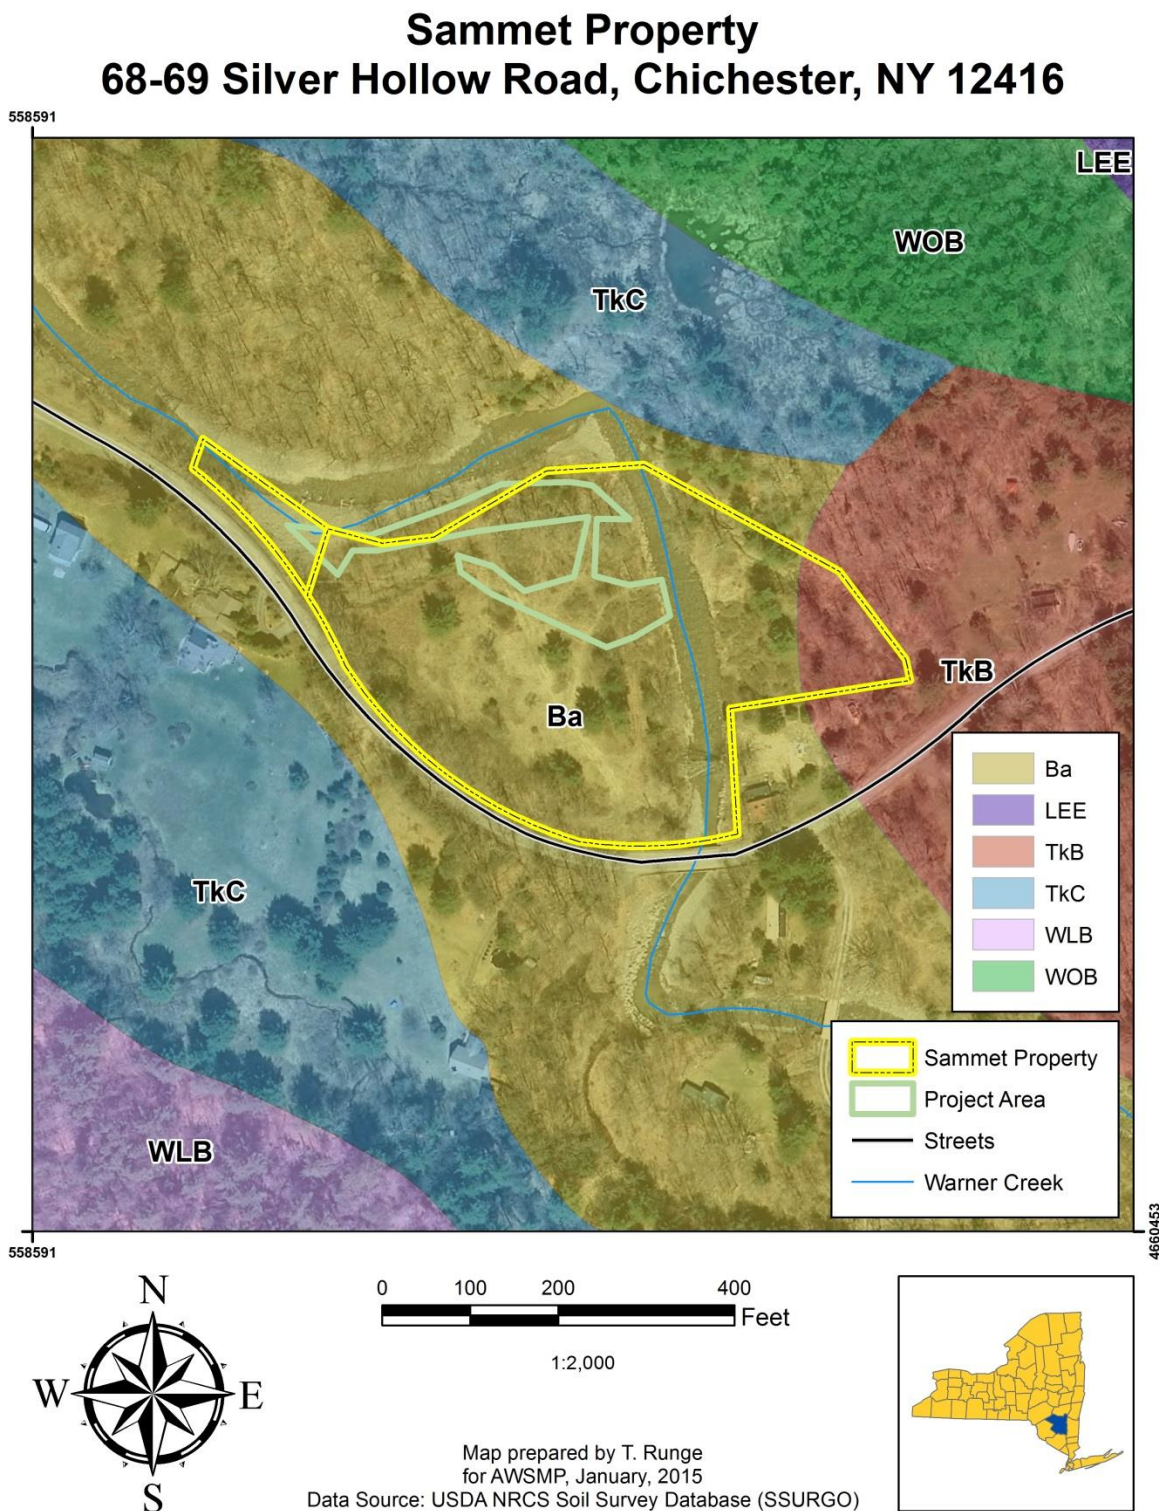 Sammet Property
68-69 Silver Hollow Road, Chichester, NY 12416
558591
LEE
WOB
TkC
TkB
Ba
TkC
WLB
Ba
LEE
TkB
TkC
WLB
WOB
Sammet Property
Project Area
Streets
Warner Creek
558591
4660453
N
W E
S
0 100 200 400
Feet
1:2,000
Map prepared by T. Runge
for AWSMP, January, 2015
Data Source: USDA NRCS Soil Survey Database (SSURGO)